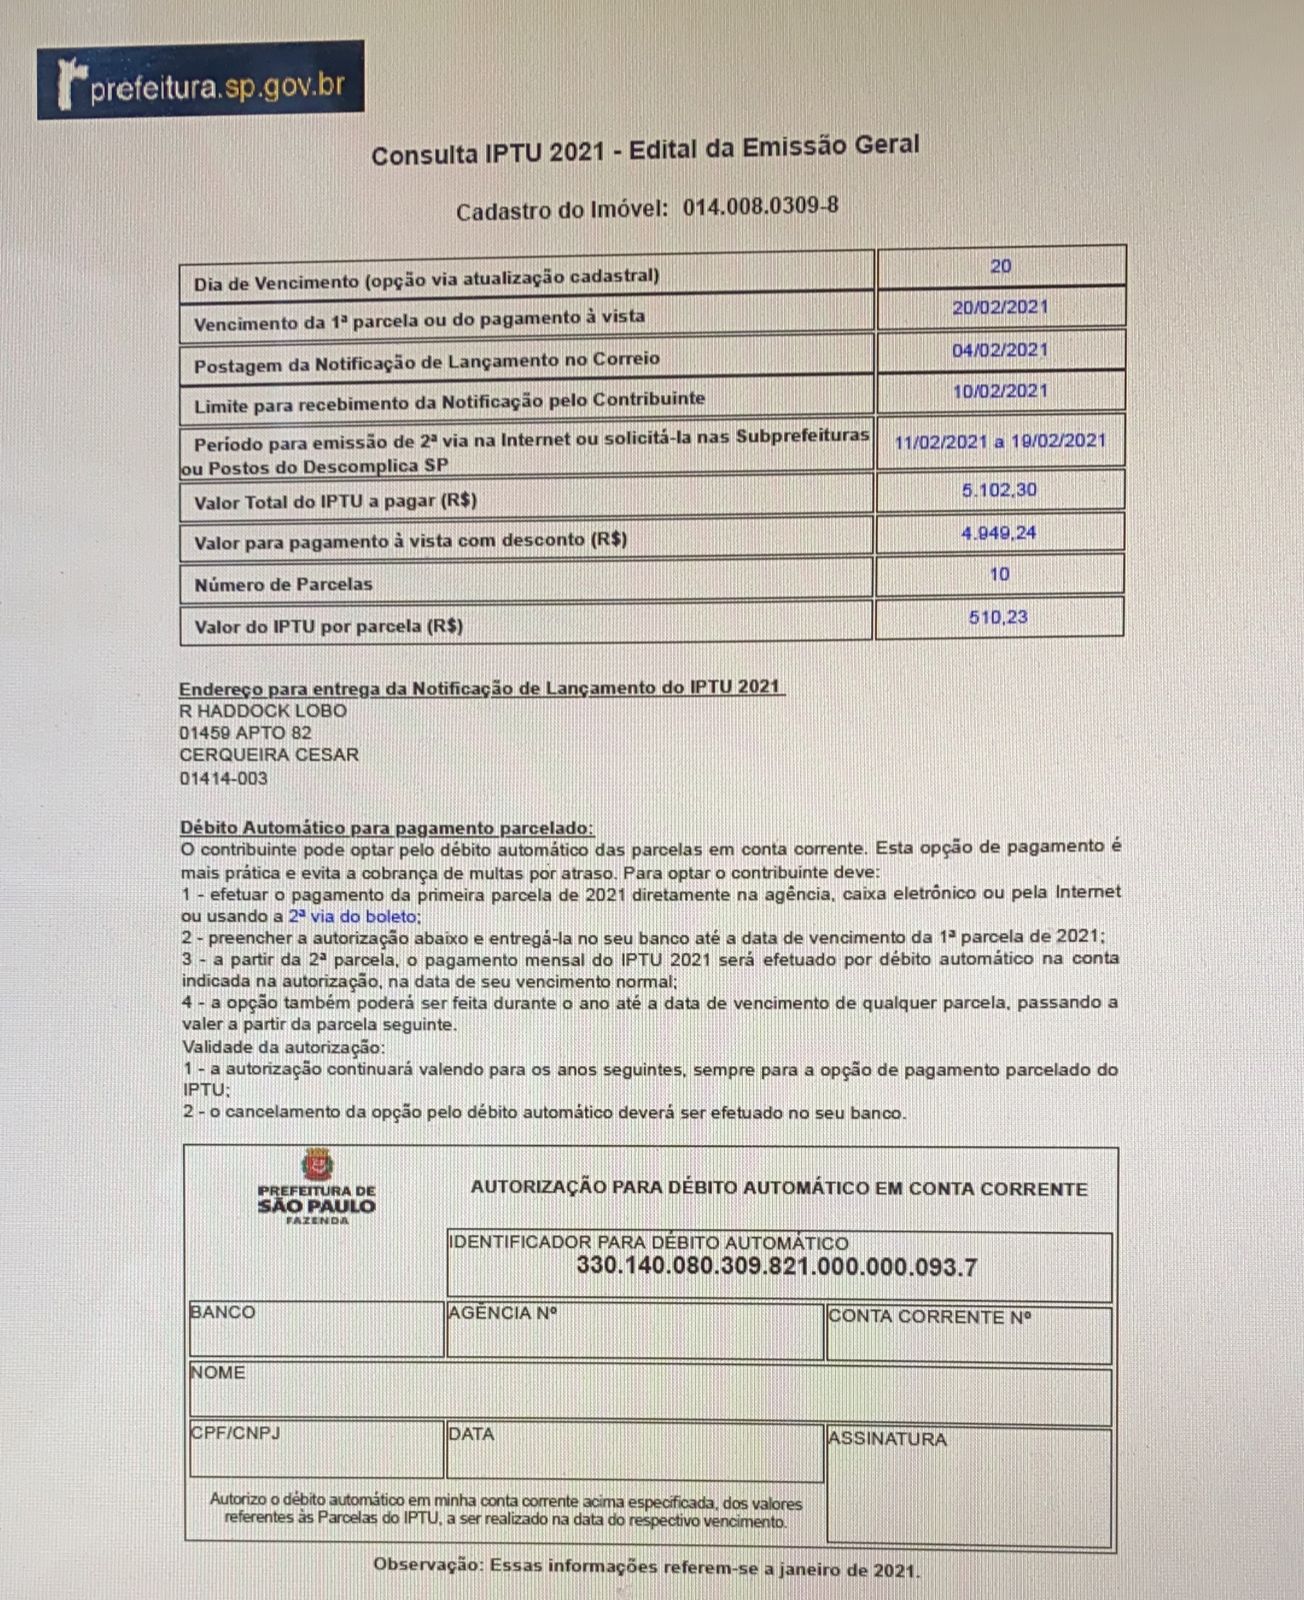 prefeitura.sp.gov.br
Consulta IPTU 2021 - Edital da Emissão Geral
Cadastro do Imóvel: 014.008.0309-8
Dia de Vencimento (opção via atualização cadastral) 20
Vencimento da 1ª parcela ou do pagamento à vista 20/02/2021
Postagem da Notificação de Lançamento no Correio 04/02/2021
Limite para recebimento da Notificação pelo Contribuinte 10/02/2021
Período para emissão de 2ª via na Internet ou solicitá-la nas Subprefeituras
ou Postos do Descomplica SP 11/02/2021 a 19/02/2021
Valor Total do IPTU a pagar (R$) 5.102,30
Valor para pagamento à vista com desconto (R$) 4.949,24
Número de Parcelas 10
Valor do IPTU por parcela (R$) 510,23
Endereço para entrega da Notificação de Lançamento do IPTU 2021
R HADDOCK LOBO
01459 APTO 82
CERQUEIRA CESAR
01414-003
Débito Automático para pagamento parcelado:
O contribuinte pode optar pelo débito automático das parcelas em conta corrente. Esta opção de pagamento é
mais prática e evita a cobrança de multas por atraso. Para optar o contribuinte deve:
1 - efetuar o pagamento da primeira parcela de 2021 diretamente na agência, caixa eletrônico ou pela Internet
ou usando a 2ª via do boleto;
2 - preencher a autorização abaixo e entregá-la no seu banco até a data de vencimento da 1ª parcela de 2021;
3 - a partir da 2ª parcela, o pagamento mensal do IPTU 2021 será efetuado por débito automático na conta
indicada na autorização, na data de seu vencimento normal;
4 - a opção também poderá ser feita durante o ano até a data de vencimento de qualquer parcela, passando a
valer a partir da parcela seguinte.
Validade da autorização:
1 - a autorização continuará valendo para os anos seguintes, sempre para a opção de pagamento parcelado do
IPTU;
2 - o cancelamento da opção pelo débito automático deverá ser efetuado no seu banco.
PREFEITURA DE
SÃO PAULO
FAZENDA
AUTORIZAÇÃO PARA DÉBITO AUTOMÁTICO EM CONTA CORRENTE
IDENTIFICADOR PARA DÉBITO AUTOMÁTICO
330.140.080.309.821.000.000.093.7
BANCO AGÊNCIA Nº CONTA CORRENTE Nº
NOME
CPF/CNPJ DATA ASSINATURA
Autorizo o débito automático em minha conta corrente acima especificada, dos valores
referentes às Parcelas do IPTU, a ser realizado na data do respectivo vencimento.
Observação: Essas informações referem-se a janeiro de 2021.